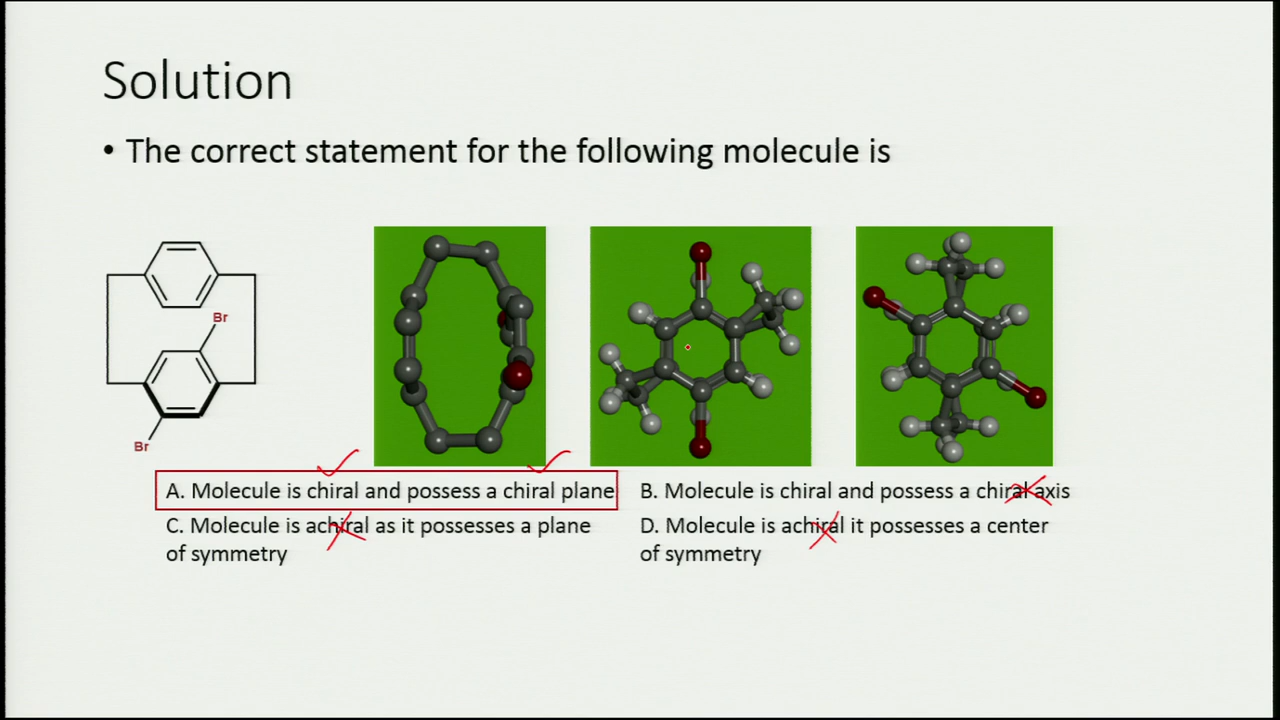 Solution
• The correct statement for the following molecule is
Br
Br
A. Molecule is chiral and possess a chiral plane
B. Molecule is chiral and possess a chiral axis
C. Molecule is achiral as it possesses a plane
of symmetry
D. Molecule is achiral it possesses a center
of symmetry